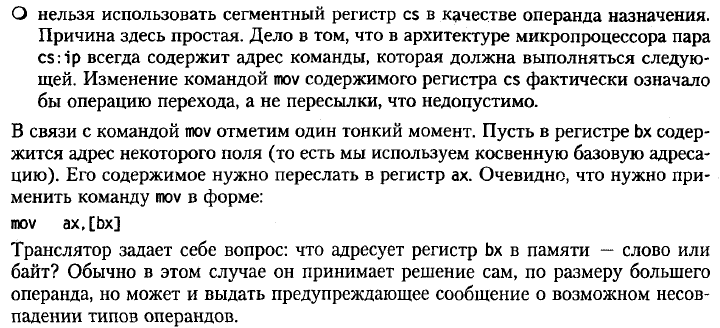 ○ нельзя использовать сегментный регистр cs в качестве операнда назначения.
Причина здесь простая. Дело в том, что в архитектуре микропроцессора пара
cs:ip всегда содержит адрес команды, которая должна выполняться следую-
щей. Изменение командой mov содержимого регистра cs фактически означало
бы операцию перехода, а не пересылки, что недопустимо.
В связи с командой mov отметим один тонкий момент. Пусть в регистре bx содер-
жится адрес некоторого поля (то есть мы используем косвенную базовую адреса-
цию). Его содержимое нужно переслать в регистр ax. Очевидно, что нужно при-
менить команду mov в форме:
mov ax,[bx]
Транслятор задает себе вопрос: что адресует регистр bx в памяти — слово или
байт? Обычно в этом случае он принимает решение сам, по размеру большего
операнда, но может и выдать предупреждающее сообщение о возможном несов-
падении типов операндов.